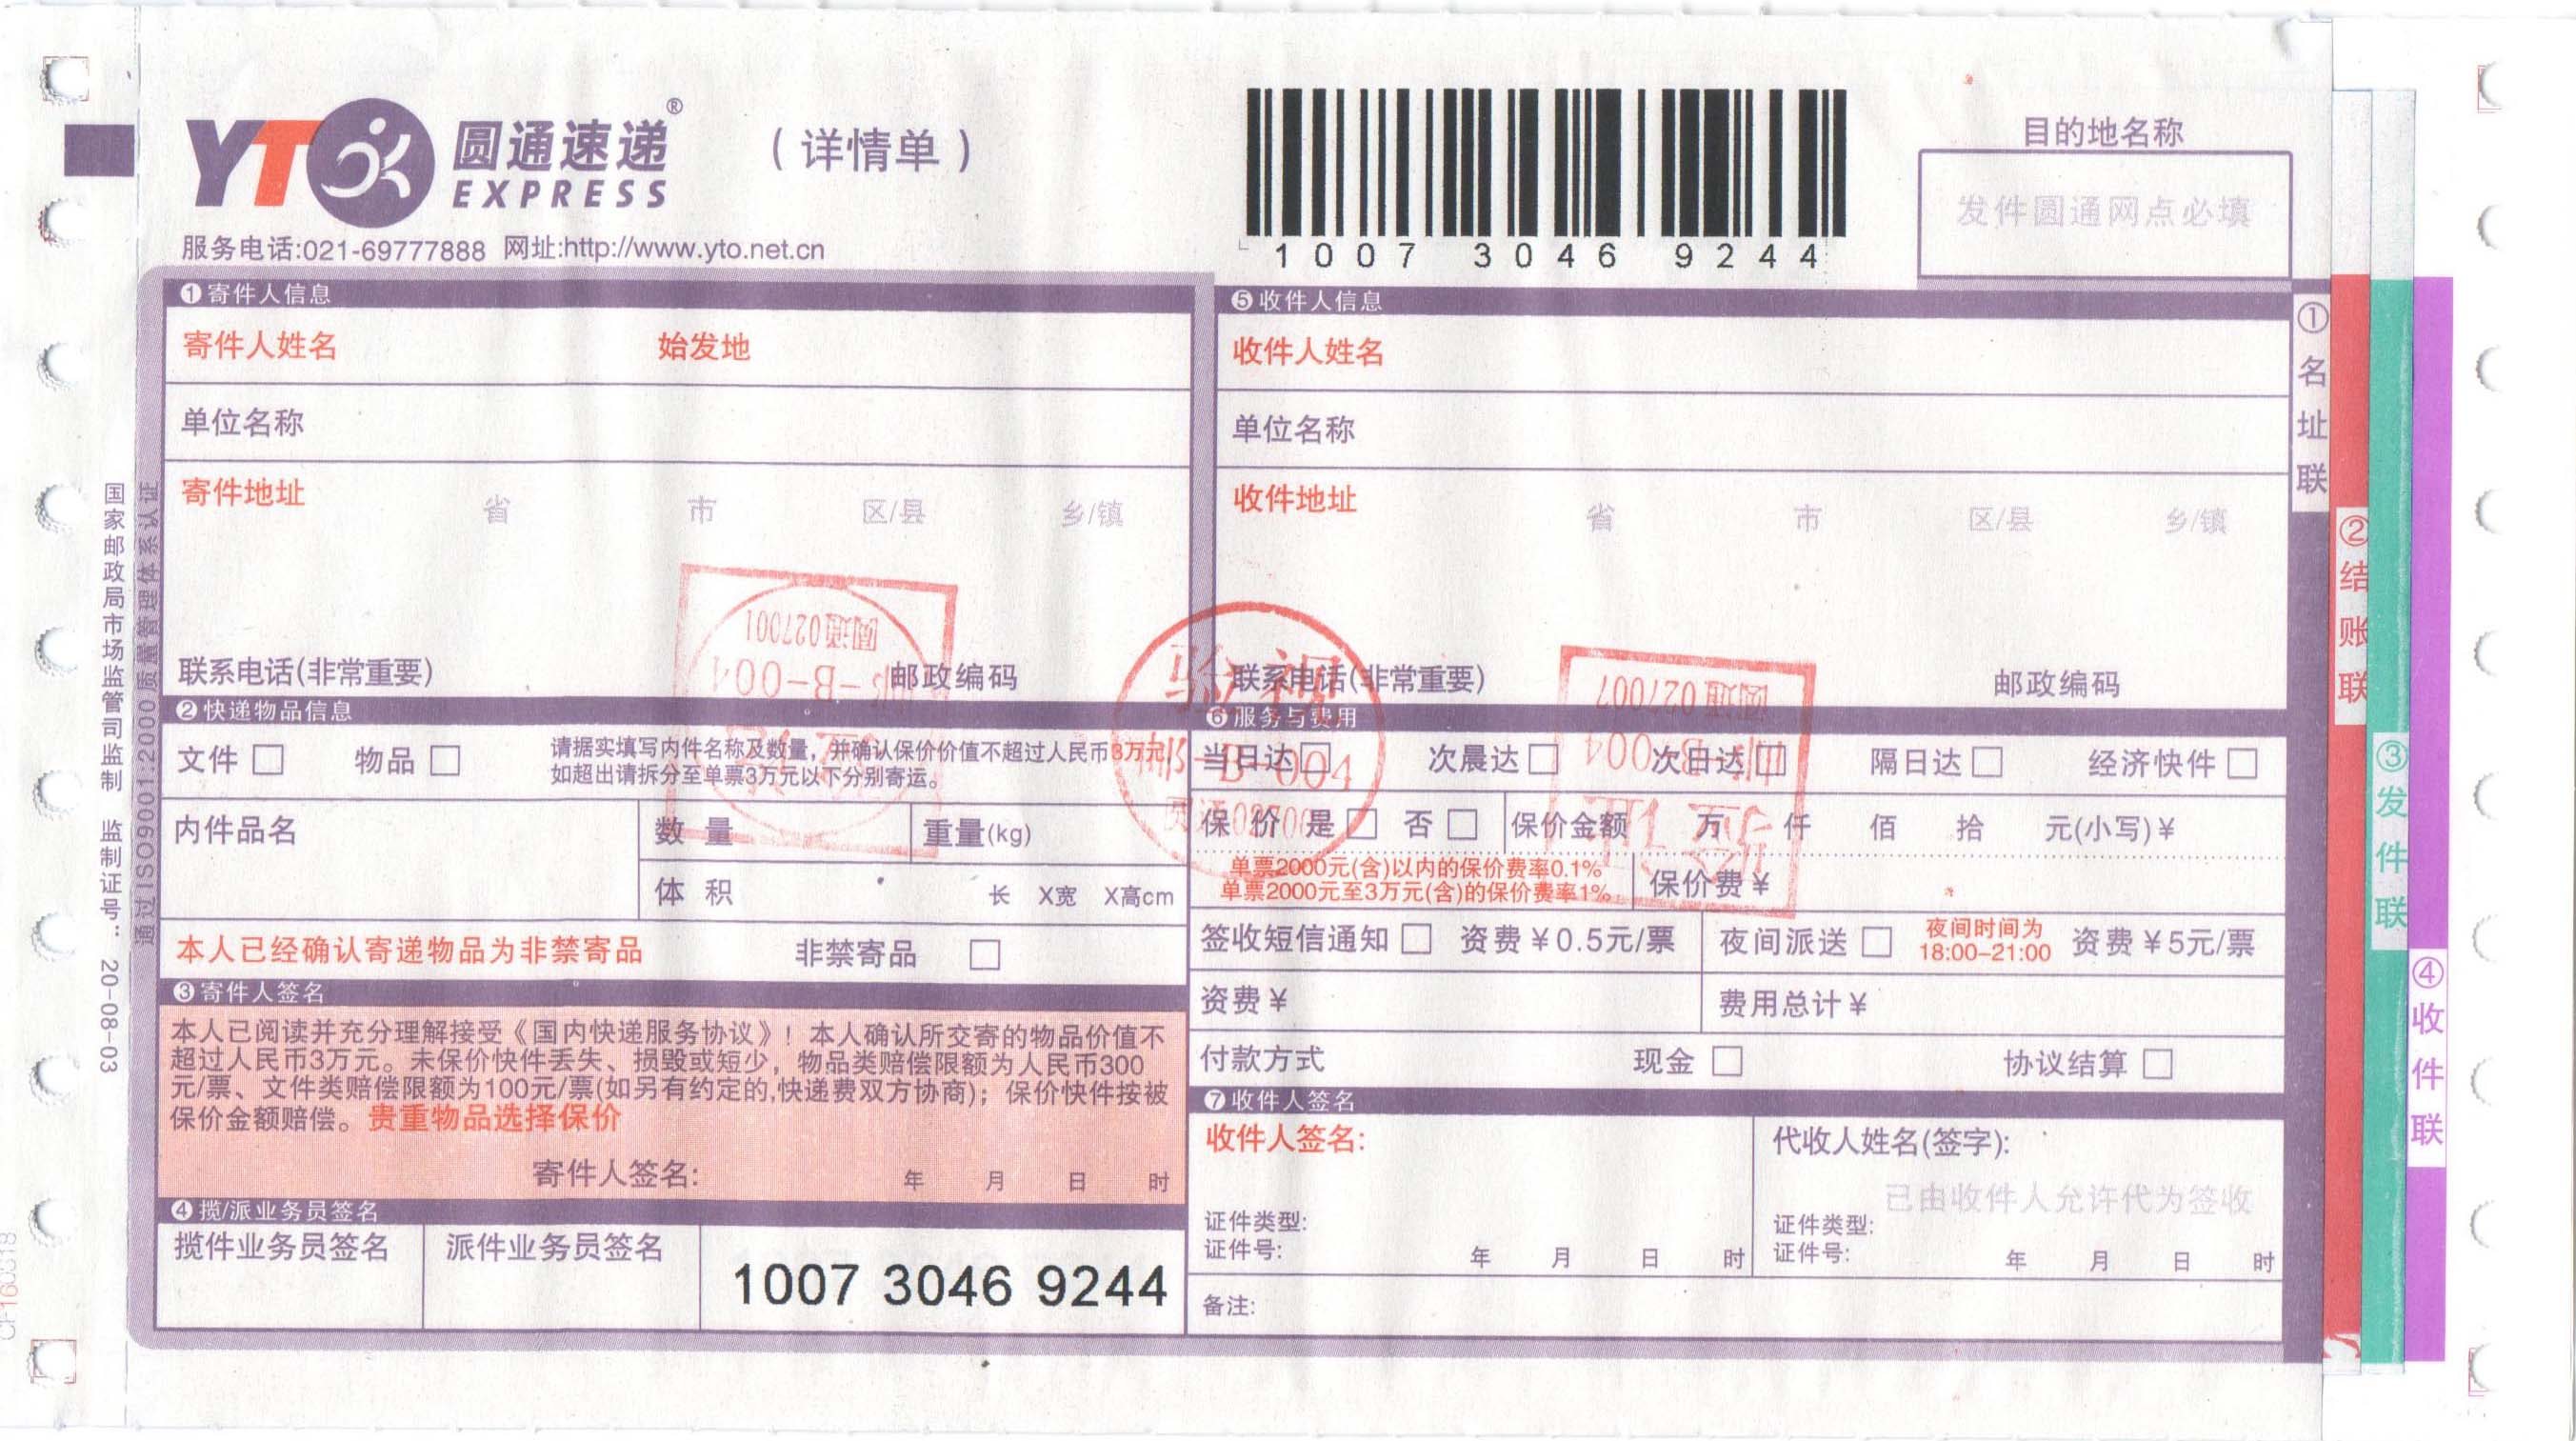 YTO 圆通速递® EXPRESS
(详情单)
服务电话:021-69777888 网址:http://www.yto.net.cn
1007 3046 9244
目的地名称
发件圆通网点必填
①寄件人信息
寄件人姓名 始发地
单位名称
寄件地址 省 市 区/县 乡/镇
联系电话(非常重要) 邮政编码
②快递物品信息
文件 □ 物品 □
请据实填写内件名称及数量,并确认保价价值不超过人民币3万元,
如超出请拆分至单票3万元以下分别寄运。
内件品名 数量 重量(kg)
体积 长 X宽 X高cm
本人已经确认寄递物品为非禁寄品 非禁寄品 □
③寄件人签名
本人已阅读并充分理解接受《国内快递服务协议》!本人确认所交寄的物品价值不
超过人民币3万元。未保价快件丢失、损毁或短少,物品类赔偿限额为人民币300
元/票、文件类赔偿限额为100元/票(如另有约定的,快递费双方协商);保价快件按被
保价金额赔偿。贵重物品选择保价
寄件人签名: 年 月 日 时
④揽/派业务员签名
揽件业务员签名 派件业务员签名
1007 3046 9244
⑤收件人信息
收件人姓名
单位名称
收件地址 省 市 区/县 乡/镇
联系电话(非常重要) 邮政编码
⑥服务与费用
当日达 □ 次晨达 □ 次日达 □ 隔日达 □ 经济快件 □
保价 是 □ 否 □ 保价金额 万 仟 佰 拾 元(小写)¥
单票2000元(含)以内的保价费率0.1%
单票2000元至3万元(含)的保价费率1%
保价费¥
签收短信通知 □ 资费¥0.5元/票 夜间派送 □ 夜间时间为 18:00-21:00 资费¥5元/票
资费¥ 费用总计¥
付款方式 现金 □ 协议结算 □
⑦收件人签名
收件人签名:
证件类型:
证件号: 年 月 日 时
代收人姓名(签字):
已由收件人允许代为签收
证件类型:
证件号: 年 月 日 时
备注:
①名址联
②结账联
③发件联
④收件联
国家邮政局市场监管司监制 监制证号:20-08-03
通过ISO9001:2000质量管理体系认证
圆通027001
B-004
验视
邮-B-004
圆通027007
邮-B-004
验